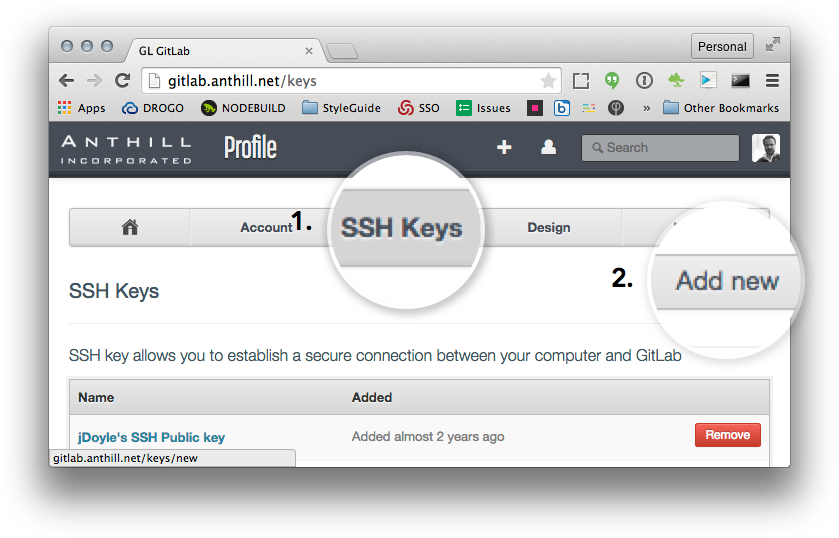 GL GitLab
Personal
gitlab.anthill.net/keys
Apps DROGO NODEBUILD StyleGuide SSO Issues » Other Bookmarks
ANTHILL
INCORPORATED
Profile
Search
Account
1.
SSH Keys
Design
2.
Add new
SSH Keys
SSH key allows you to establish a secure connection between your computer and GitLab
Name Added
jDoyle's SSH Public key Added almost 2 years ago Remove
gitlab.anthill.net/keys/new